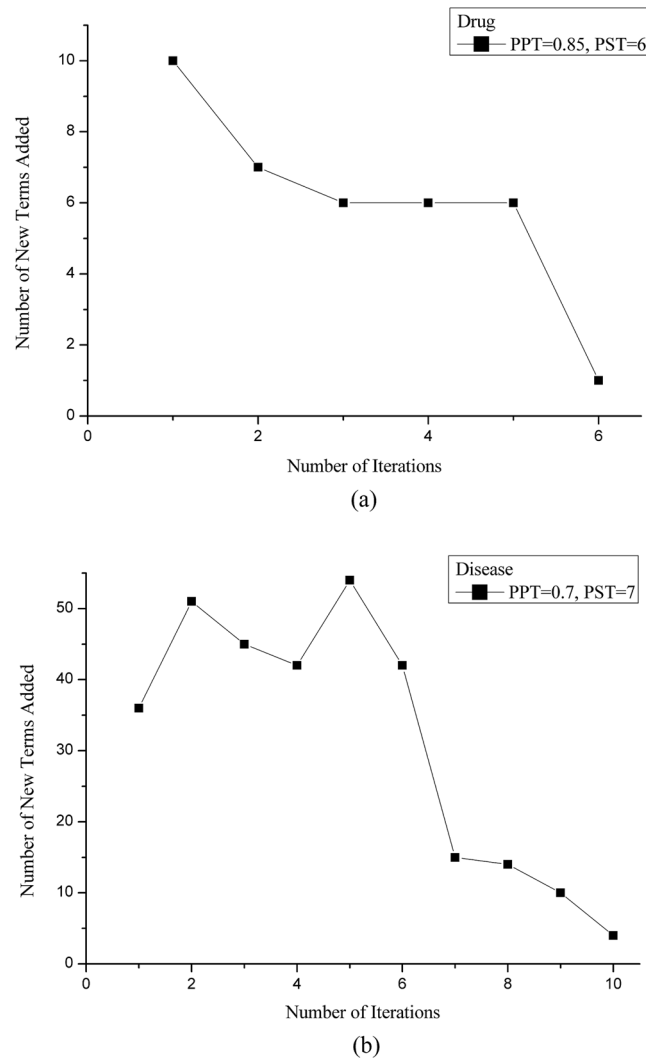 Drug
PPT=0.85, PST=6
10
8
6
4
2
0
0
2
4
6
Number of New Terms Added
Number of Iterations
(a)
Disease
PPT=0.7, PST=7
50
40
30
20
10
0
0
2
4
6
8
10
Number of New Terms Added
Number of Iterations
(b)